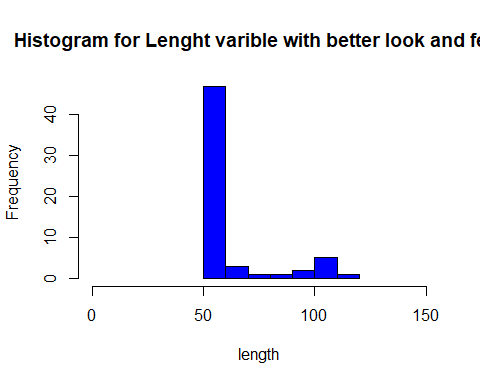 Histogram for Lenght varible with better look and fe
Frequency
0 10 20 30 40
0 50 100 150
length